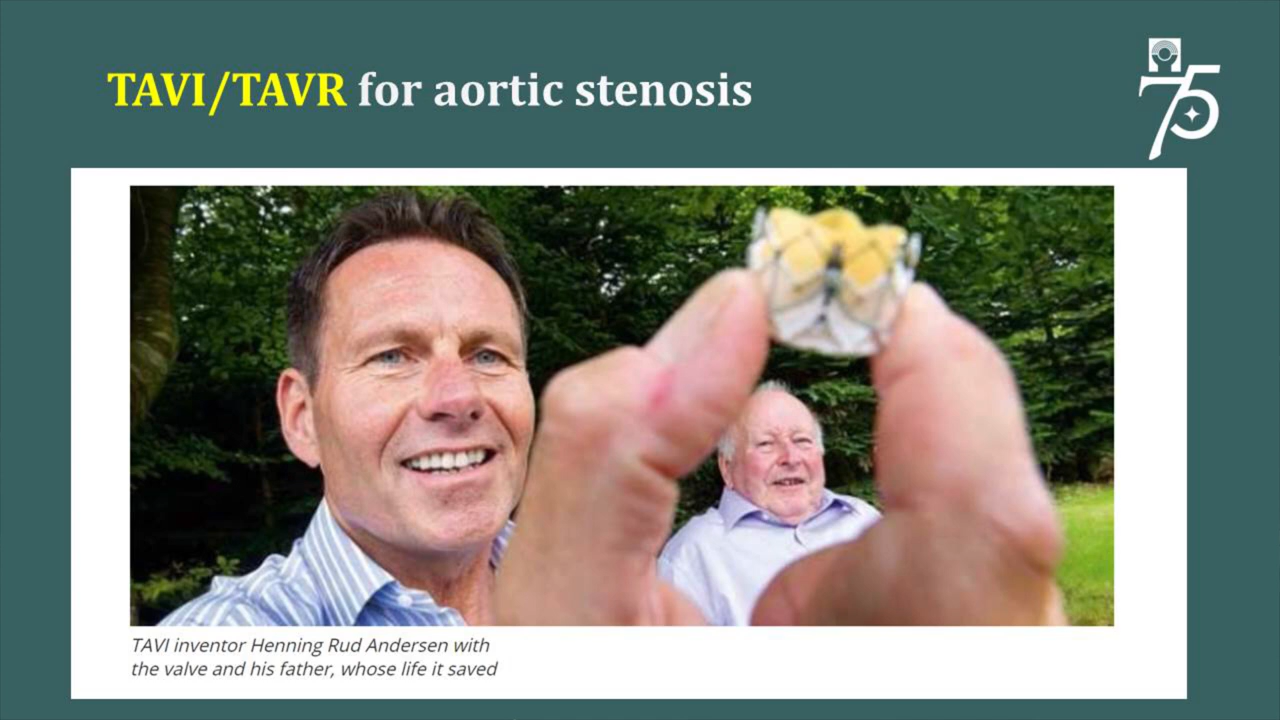 TAVI/TAVR for aortic stenosis
75
TAVI inventor Henning Rud Andersen with
the valve and his father, whose life it saved